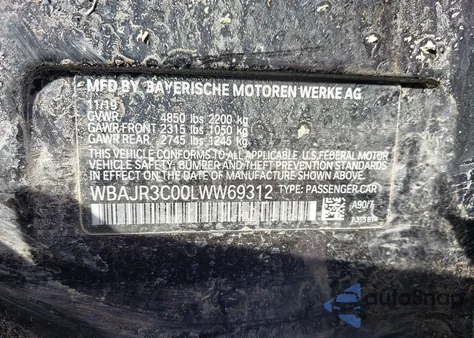 MFD BY BAYERISCHE MOTOREN WERKE AG
11/19
GVWR 4850 lbs 2200 kg
GAWR-FRONT 2315 lbs 1050 kg
GAWR-REAR 2745 lbs 1245 kg
THIS VEHICLE CONFORMS TO ALL APPLICABLE U.S. FEDERAL MOTOR
VEHICLE SAFETY, BUMPER AND THEFT PREVENTION STANDARDS
IN EFFECT ON THE DATE OF MANUFACTURE SHOWN ABOVE.
WBAJR3C00LWW69312 TYPE: PASSENGER CAR
A90/7
autoSnap